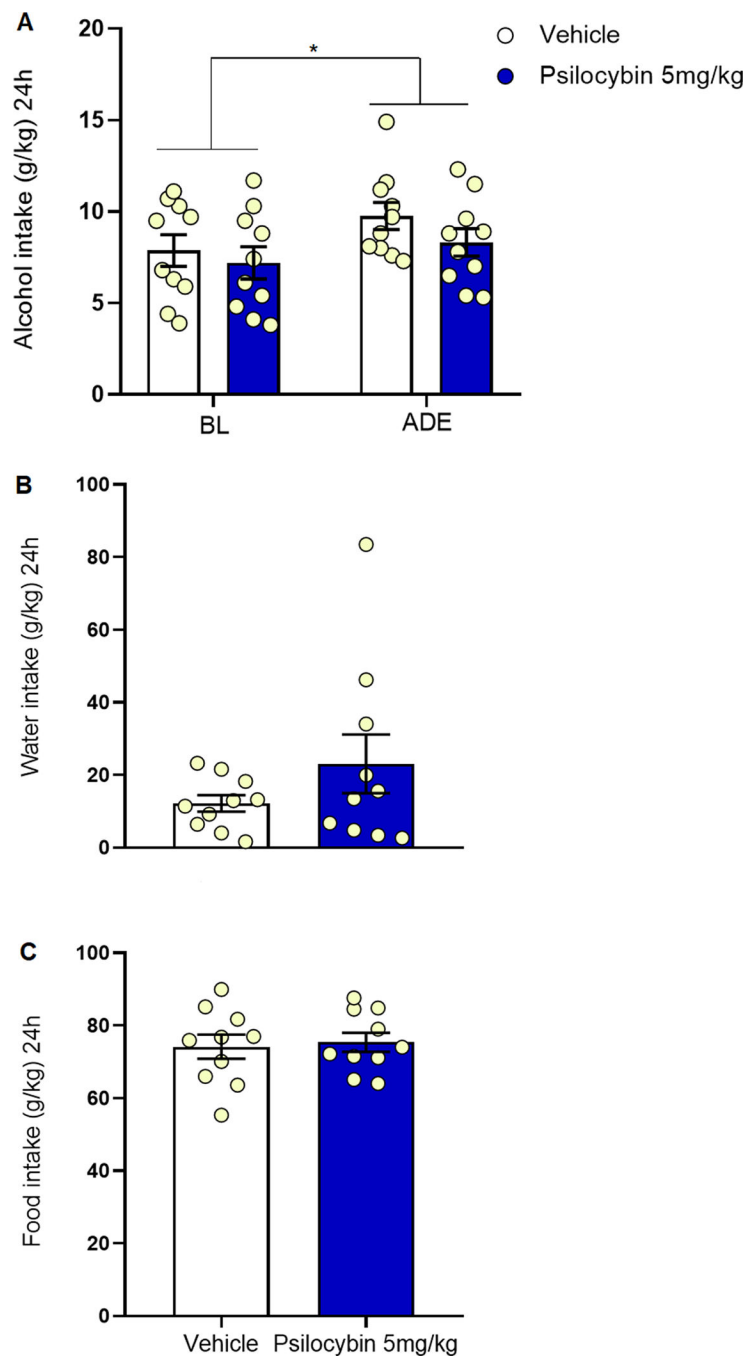 A
Alcohol intake (g/kg) 24h
20
15
10
5
0
*
Vehicle
Psilocybin 5mg/kg
BL
ADE
B
Water intake (g/kg) 24h
100
80
60
40
20
0
C
Food intake (g/kg) 24h
100
80
60
40
20
0
Vehicle
Psilocybin 5mg/kg